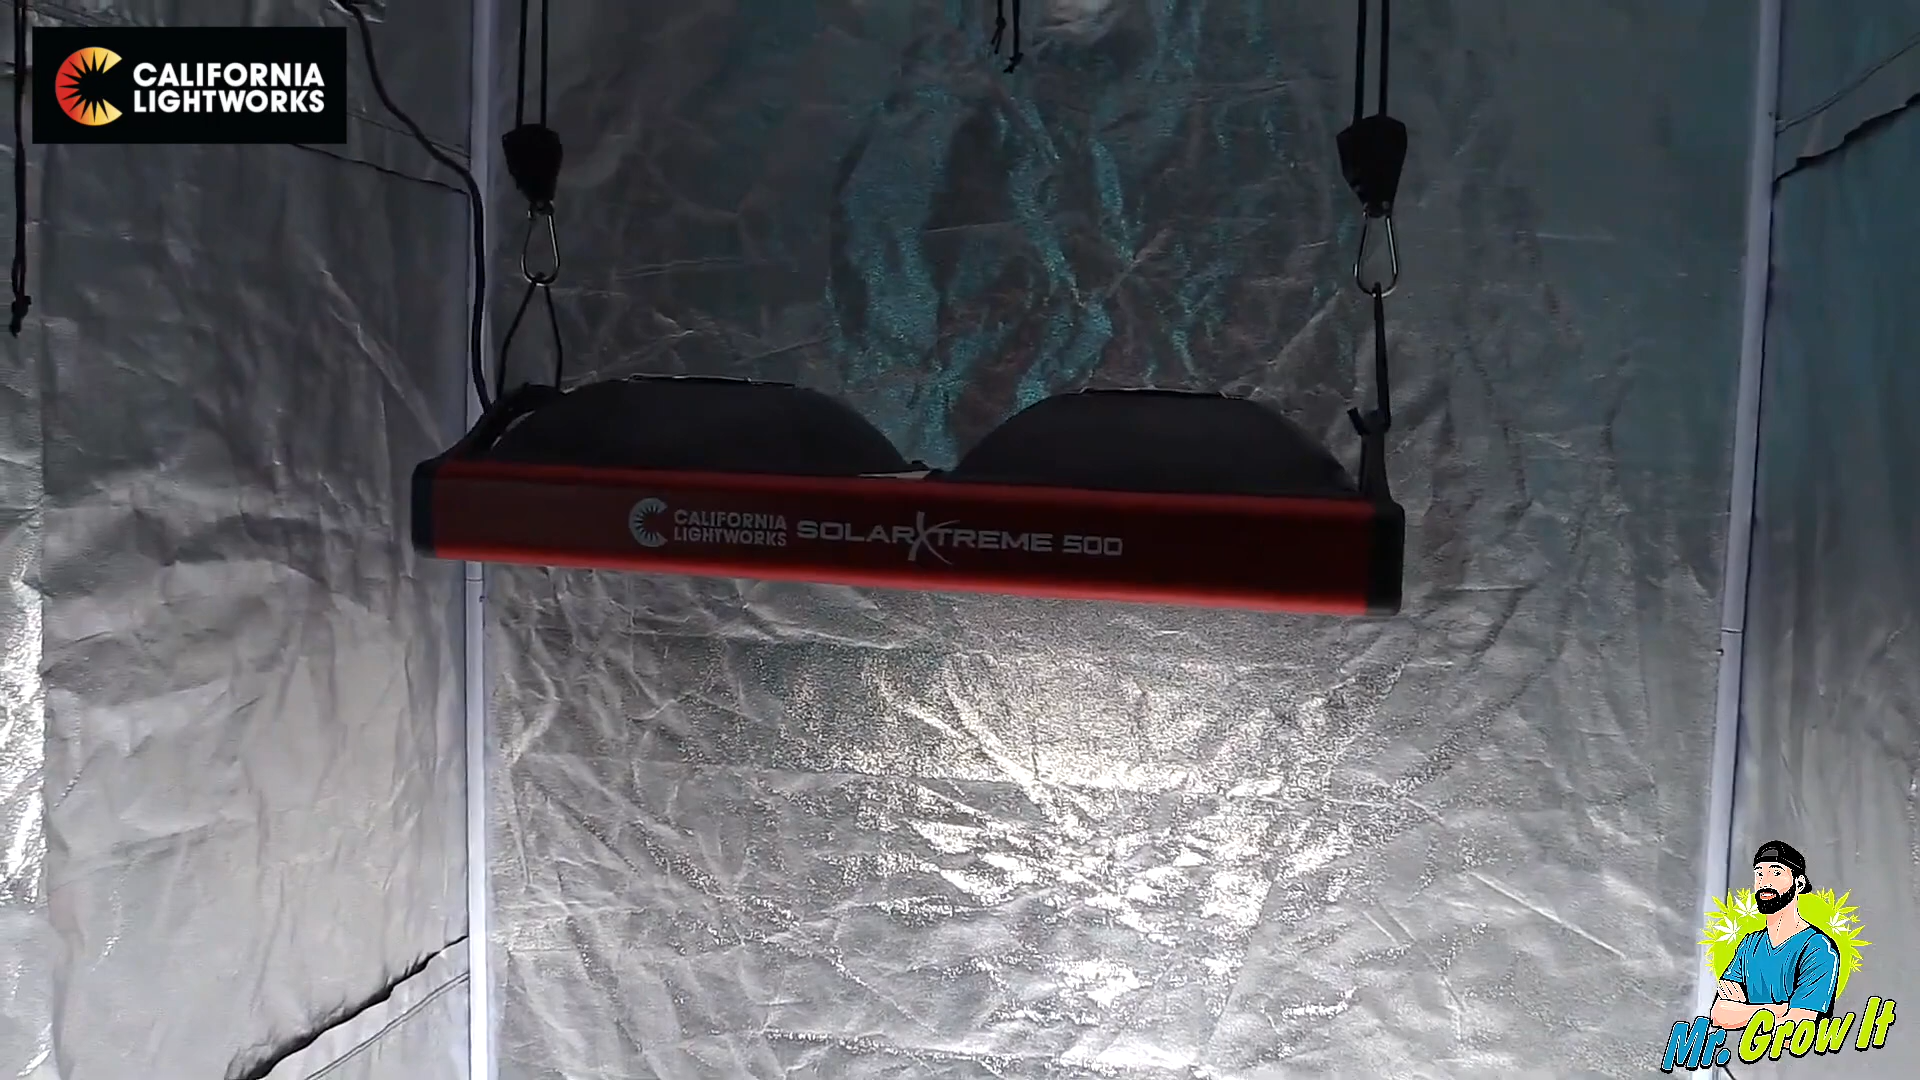 CALIFORNIA
LIGHTWORKS
CALIFORNIA
LIGHTWORKS
SOLARXTREME 500
Mr. Grow It